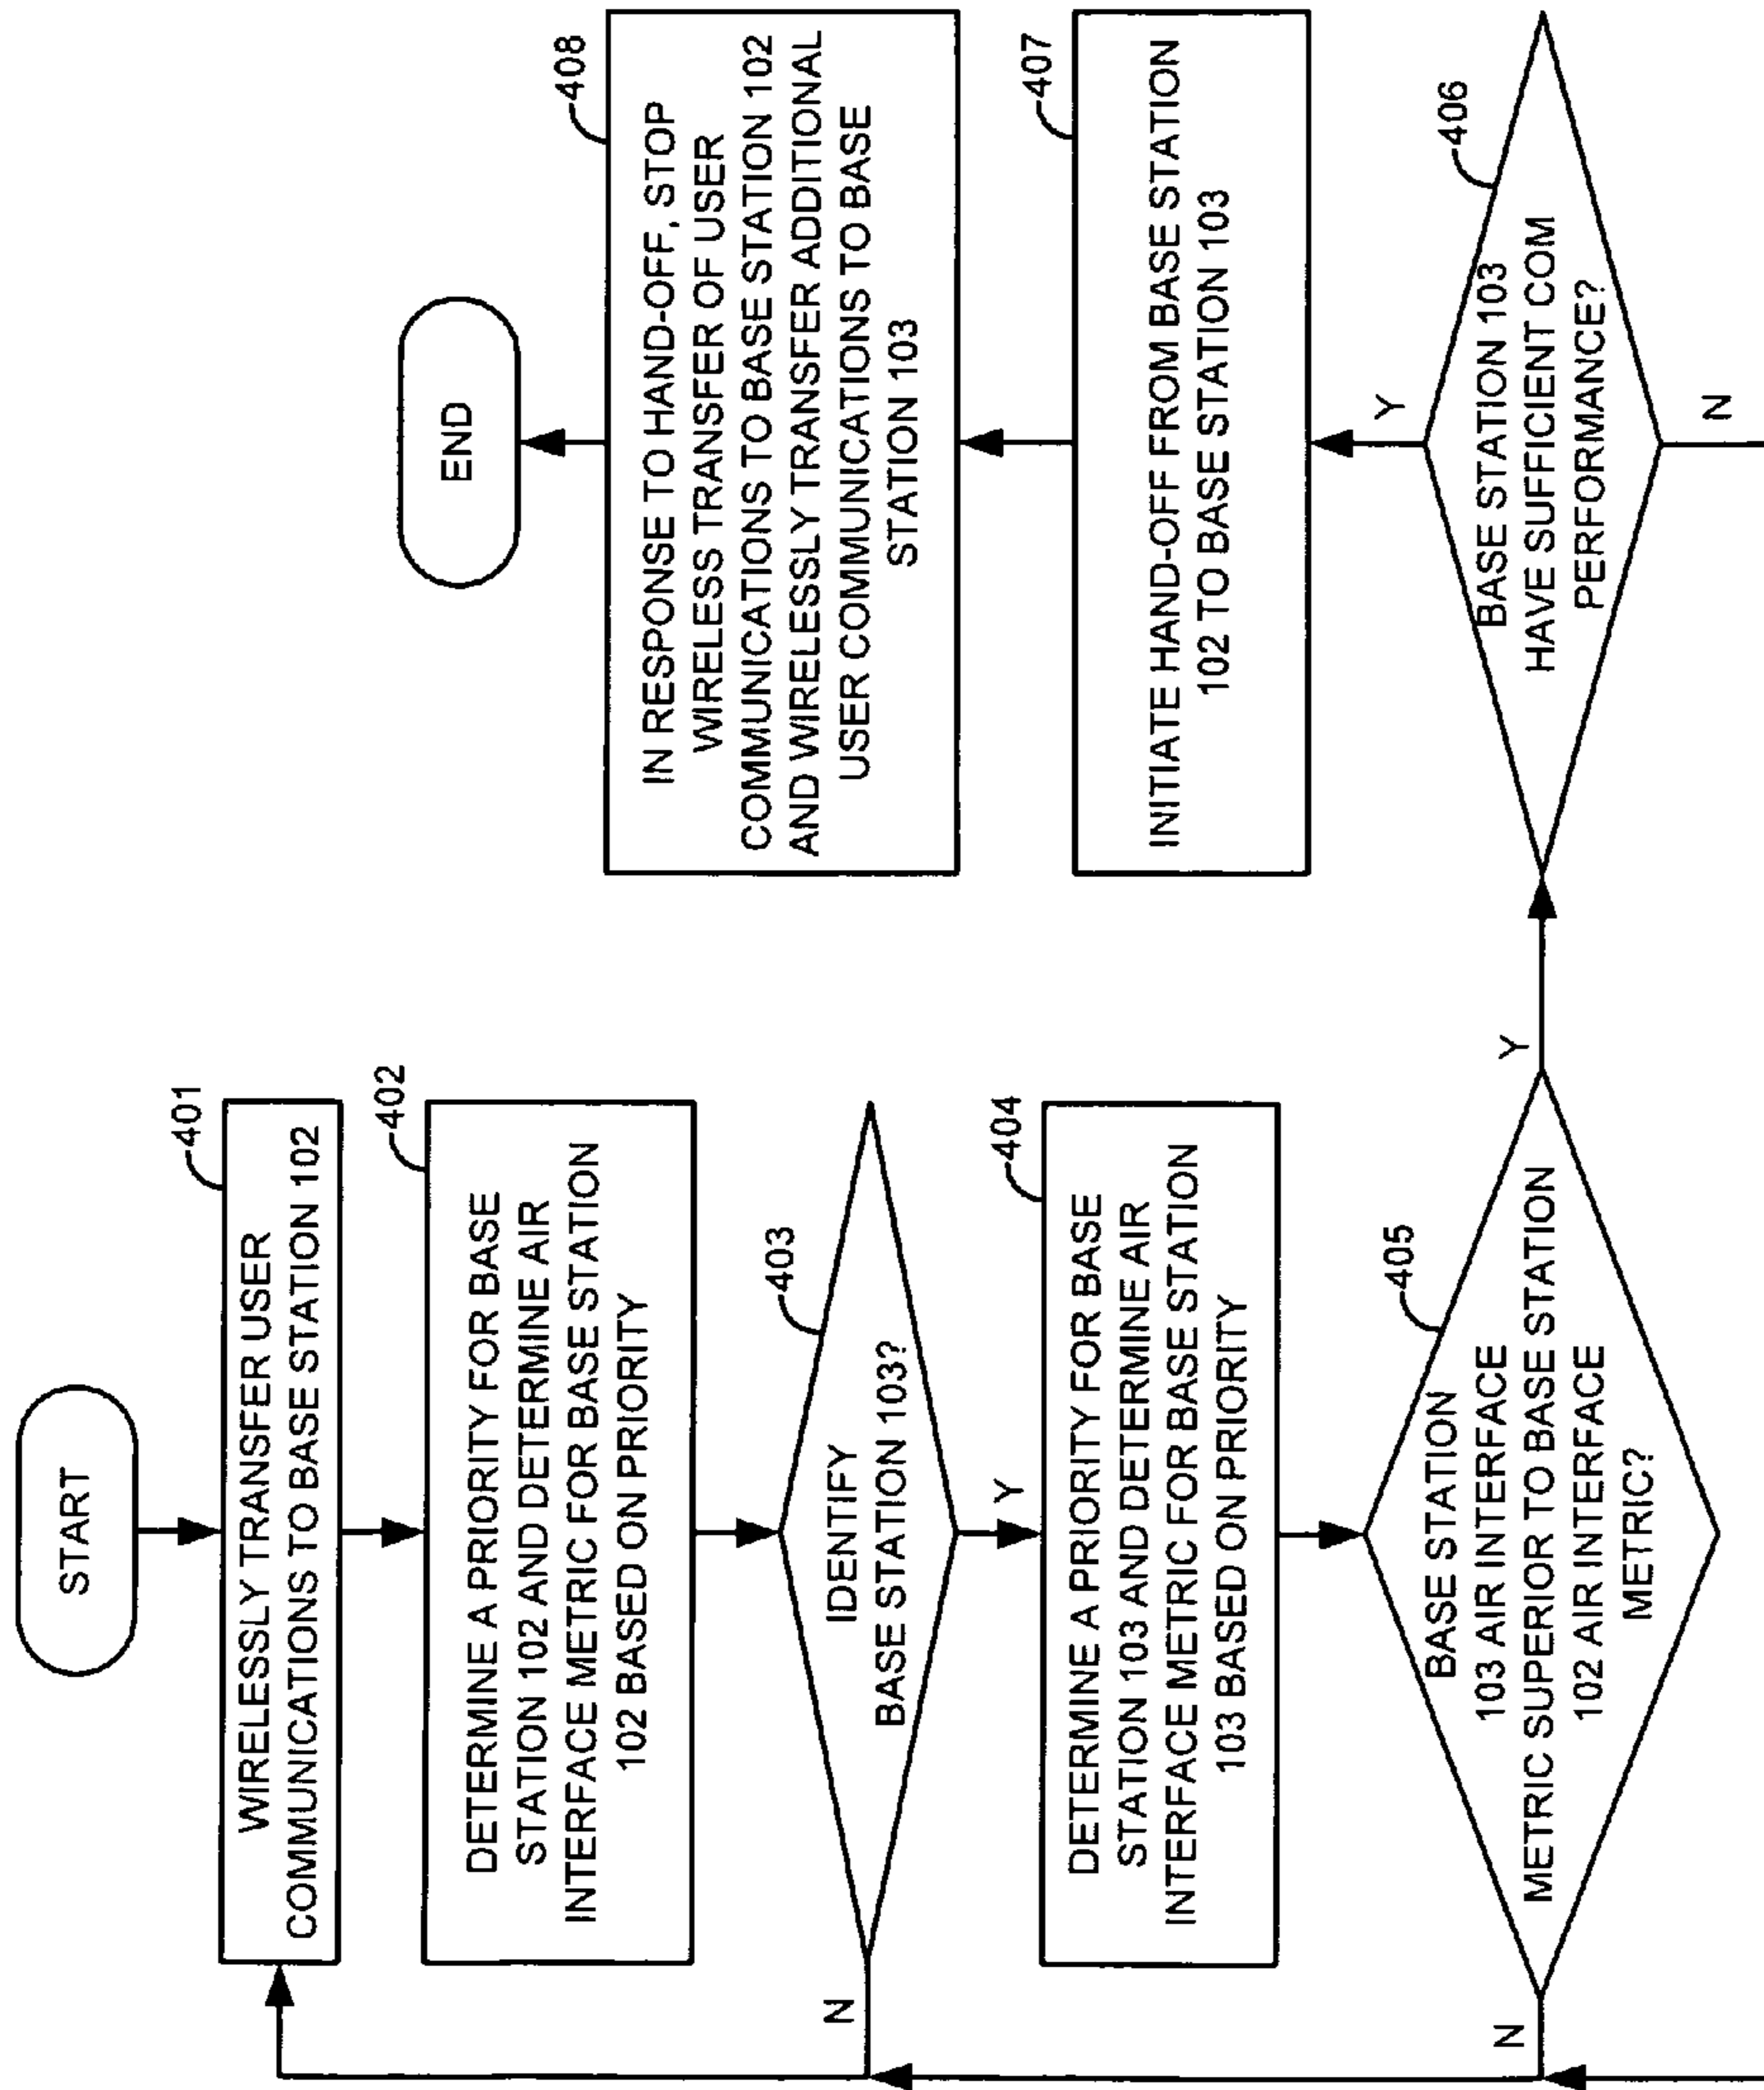 START
401
WIRELESSLY TRANSFER USER
COMMUNICATIONS TO BASE STATION 102
402
DETERMINE A PRIORITY FOR BASE
STATION 102 AND DETERMINE AIR
INTERFACE METRIC FOR BASE STATION
102 BASED ON PRIORITY
403
IDENTIFY
BASE STATION 103?
N
Y
404
DETERMINE A PRIORITY FOR BASE
STATION 103 AND DETERMINE AIR
INTERFACE METRIC FOR BASE STATION
103 BASED ON PRIORITY
405
BASE STATION
103 AIR INTERFACE
METRIC SUPERIOR TO BASE STATION
102 AIR INTERFACE
METRIC?
N
Y
406
BASE STATION 103
HAVE SUFFICIENT COM
PERFORMANCE?
Y
N
407
INITIATE HAND-OFF FROM BASE STATION
102 TO BASE STATION 103
408
IN RESPONSE TO HAND-OFF, STOP
WIRELESS TRANSFER OF USER
COMMUNICATIONS TO BASE STATION 102
AND WIRELESSLY TRANSFER ADDITIONAL
USER COMMUNICATIONS TO BASE
STATION 103
END